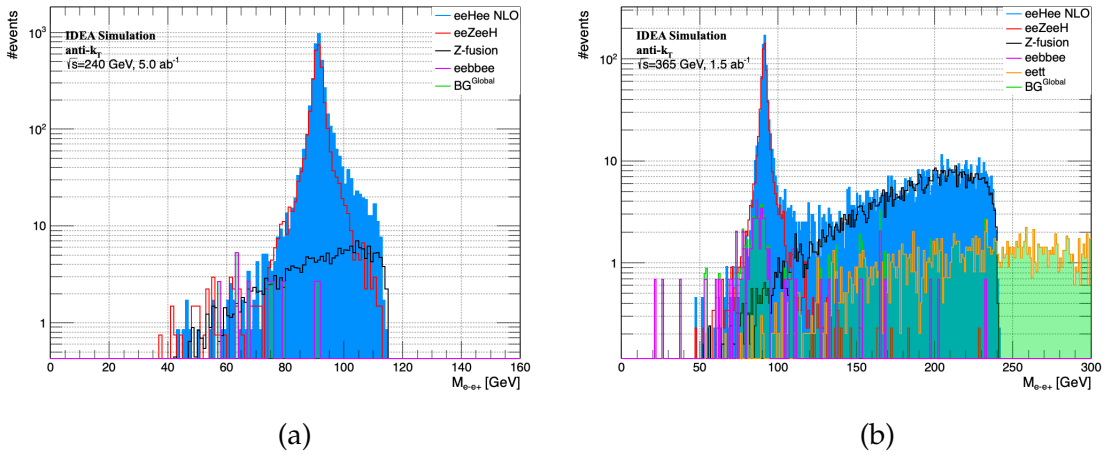 #events
10³
10²
10
1
IDEA Simulation
anti-k_T
√s=240 GeV, 5.0 ab⁻¹
eeHee NLO
eeZeeH
Z-fusion
eebbee
BG^Global
0 20 40 60 80 100 120 140 160
M_e-e+ [GeV]
(a)
#events
10²
10
1
IDEA Simulation
anti-k_T
√s=365 GeV, 1.5 ab⁻¹
eeHee NLO
eeZeeH
Z-fusion
eebbee
eett
BG^Global
0 50 100 150 200 250 300
M_e-e+ [GeV]
(b)